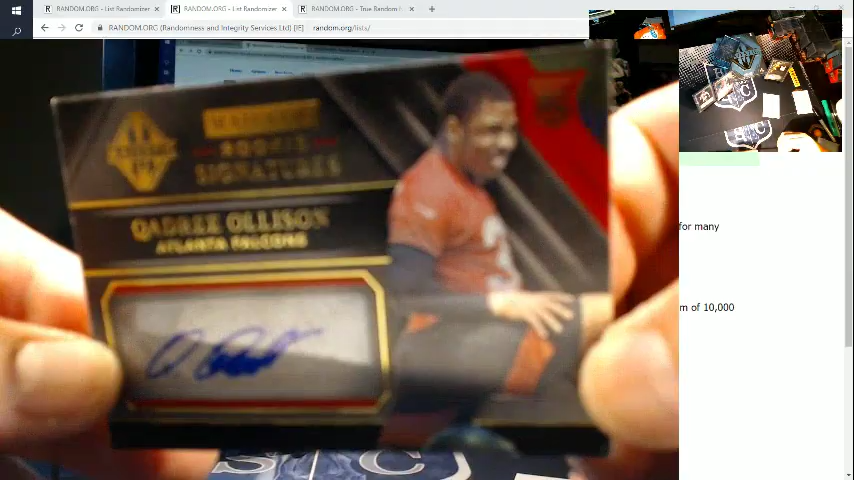 RANDOM.ORG - List Randomizer
RANDOM.ORG - List Randomizer
RANDOM.ORG - True Random
RANDOM.ORG (Randomness and Integrity Services Ltd) [IE]
random.org/lists/
ROOKIE
SIGNATURES
QADREE OLLISON
ATLANTA FALCONS
for many
m of 10,000
S C